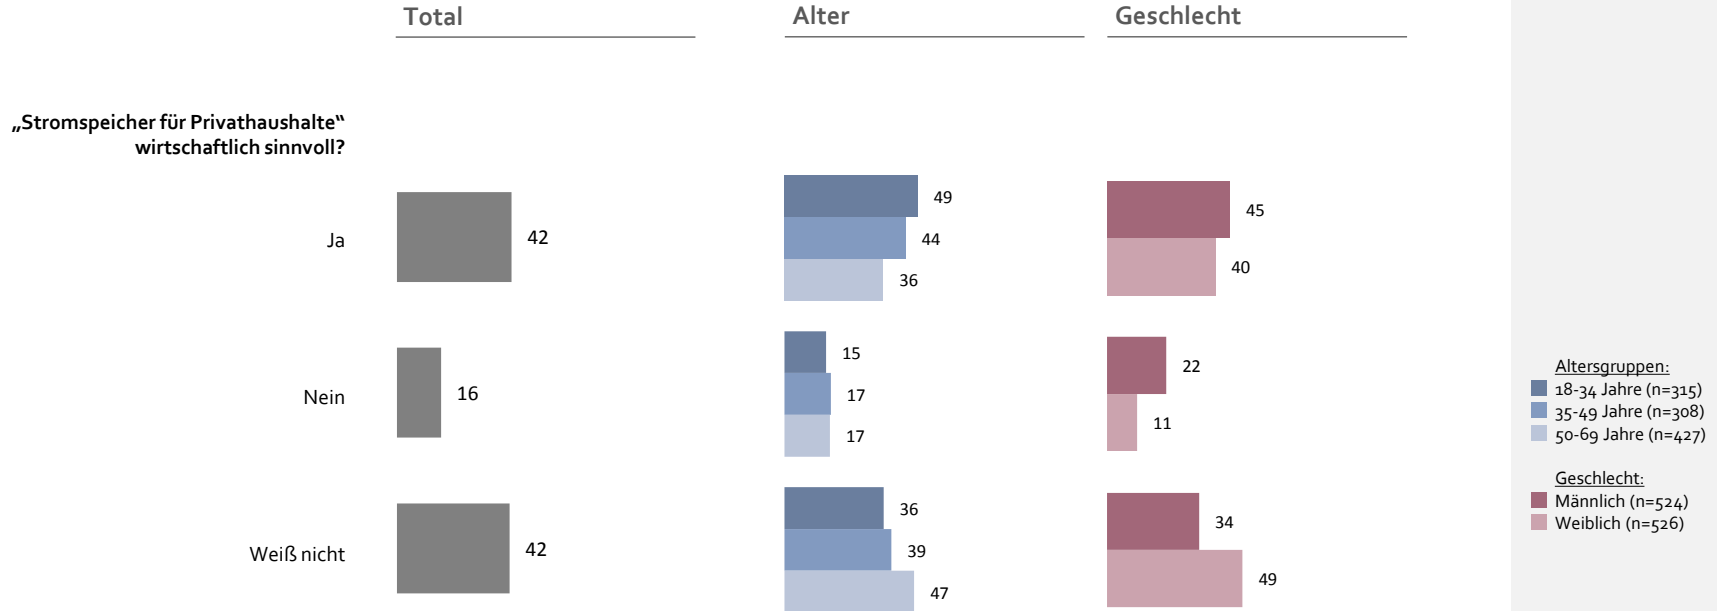 Total
Alter
Geschlecht
„Stromspeicher für Privathaushalte“
wirtschaftlich sinnvoll?
Ja
42
49
44
36
45
40
Nein
16
15
17
17
22
11
Weiß nicht
42
36
39
47
34
49
Altersgruppen:
18-34 Jahre (n=315)
35-49 Jahre (n=308)
50-69 Jahre (n=427)
Geschlecht:
Männlich (n=524)
Weiblich (n=526)